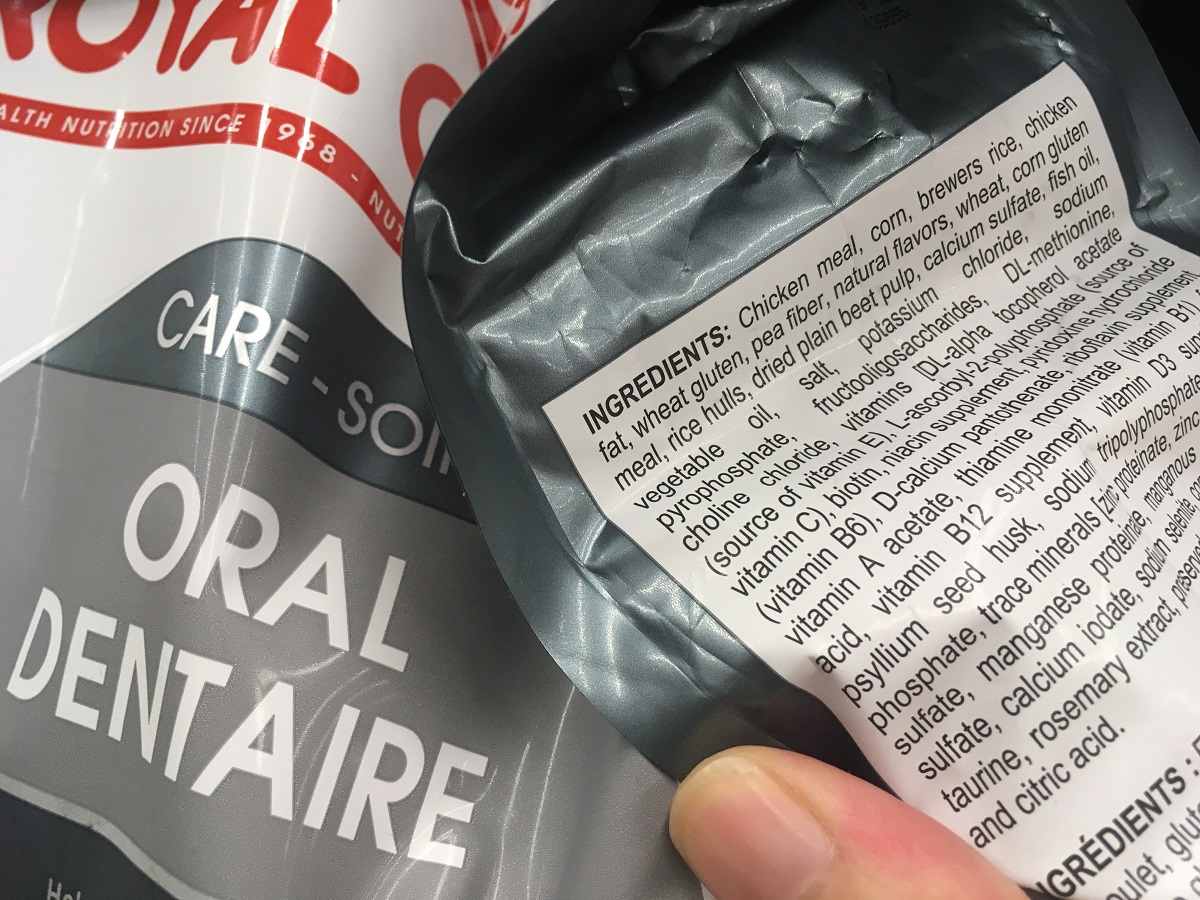 ROYAL
HEALTH NUTRITION SINCE 1968 - NUT
CARE - SOIN
ORAL
DENTAIRE
INGREDIENTS: Chicken meal, corn, brewers rice, chicken
fat, wheat gluten, pea fiber, natural flavors, wheat, corn gluten
meal, rice hulls, dried plain beet pulp, calcium sulfate, fish oil,
vegetable oil, salt, potassium chloride, sodium
pyrophosphate, fructooligosaccharides, DL-methionine,
choline chloride, vitamins [DL-alpha tocopherol acetate
(source of vitamin E), L-ascorbyl-2-polyphosphate (source of
vitamin C), biotin, niacin supplement, pyridoxine hydrochloride
(vitamin B6), D-calcium pantothenate, riboflavin supplement,
vitamin A acetate, thiamine mononitrate (vitamin B1),
acid, vitamin B12 supplement, vitamin D3
psyllium seed husk, sodium tripolyphosphate
phosphate, trace minerals [zinc proteinate, zinc
sulfate, manganese proteinate, manganous
sulfate, calcium iodate, sodium selenite,
taurine, rosemary extract,
and citric acid.
INGRÉDIENTS :